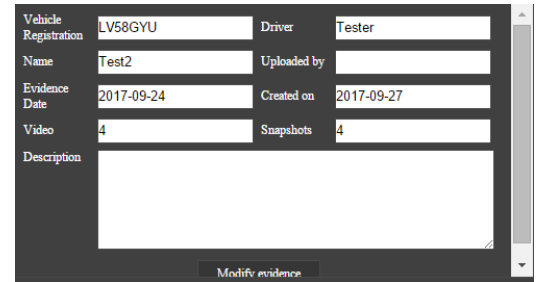 Vehicle Registration LV58GYU Driver Tester
Name Test2 Uploaded by
Evidence Date 2017-09-24 Created on 2017-09-27
Video 4 Snapshots 4
Description
Modify evidence